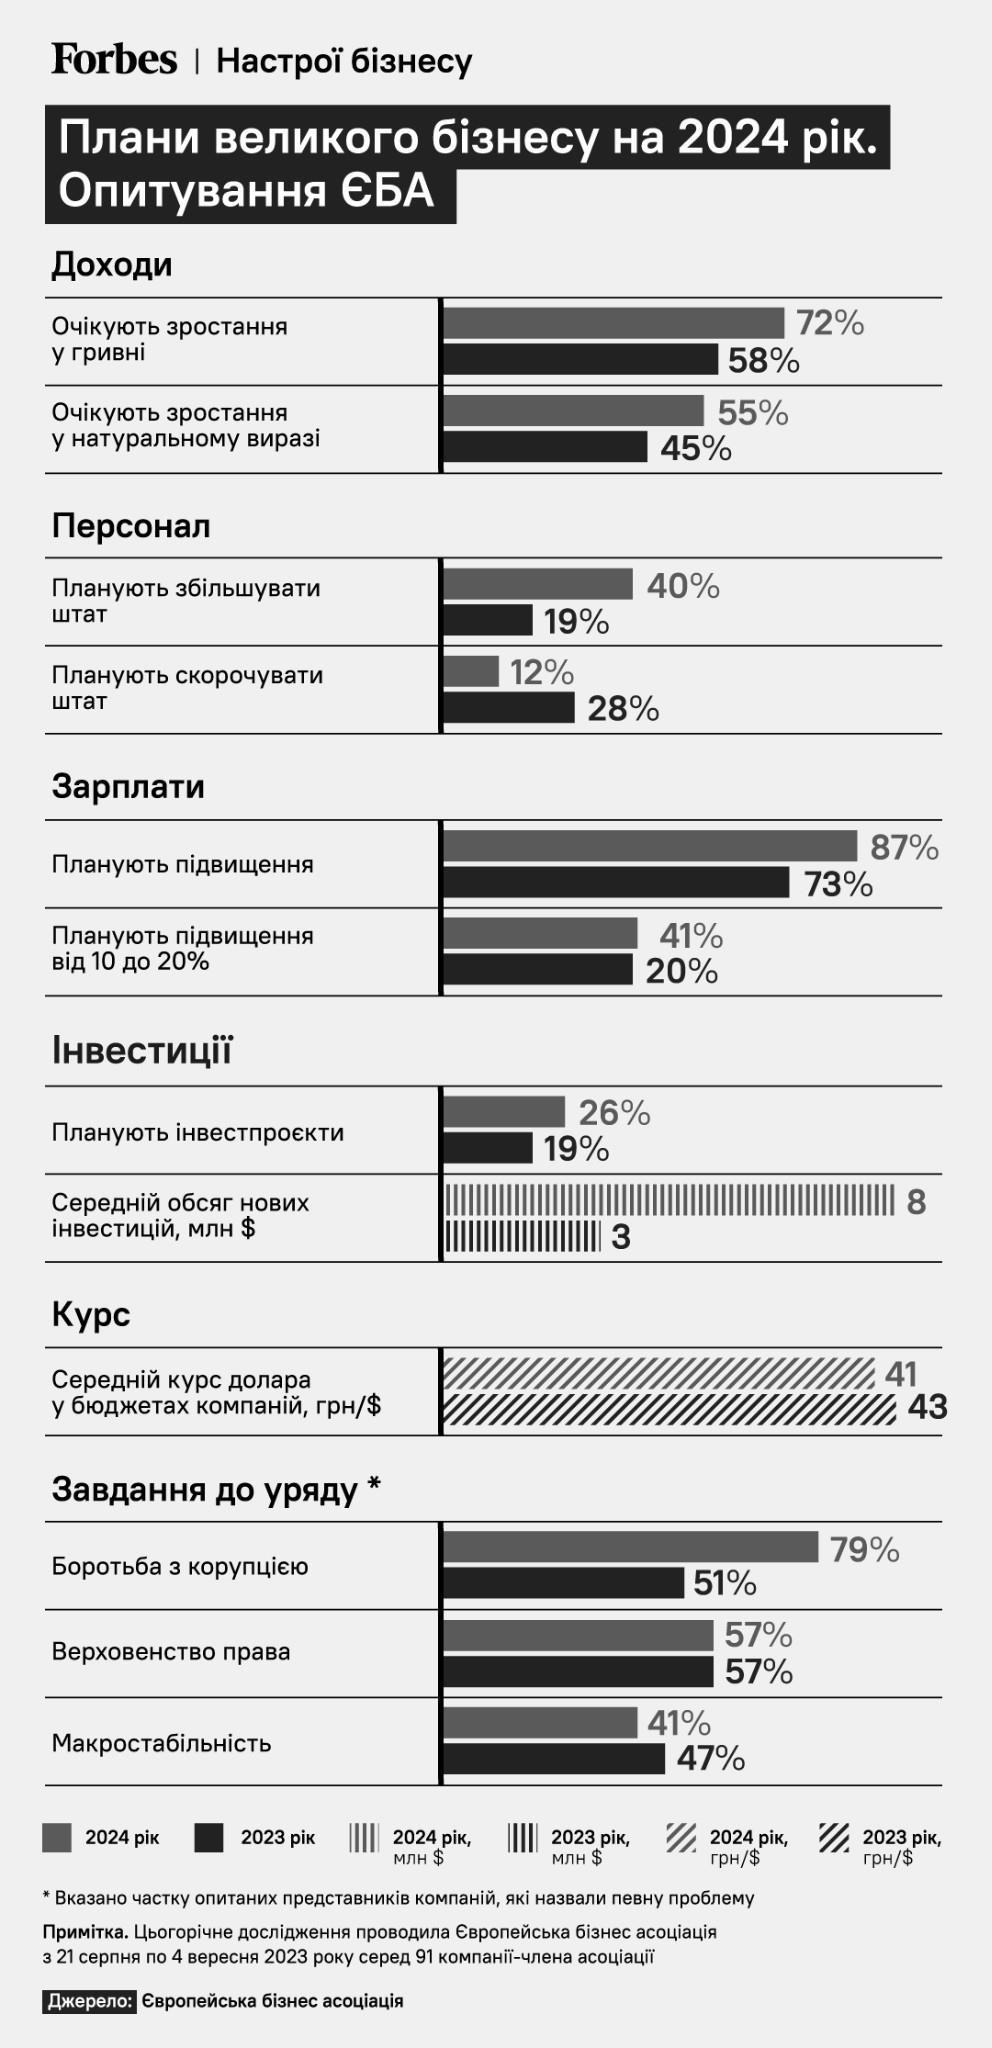 Forbes | Настрої бізнесу
Плани великого бізнесу на 2024 рік.
Опитування ЄБА
Доходи
Очікують зростання
у гривні
72%
58%
Очікують зростання
у натуральному виразі
55%
45%
Персонал
Планують збільшувати
штат
40%
19%
Планують скорочувати
штат
12%
28%
Зарплати
Планують підвищення
87%
73%
Планують підвищення
від 10 до 20%
41%
20%
Інвестиції
Планують інвестпроєкти
26%
19%
Середній обсяг нових
інвестицій, млн $
8
3
Курс
Середній курс долара
у бюджетах компаній, грн/$
41
43
Завдання до уряду *
Боротьба з корупцією
79%
51%
Верховенство права
57%
57%
Макростабільність
41%
47%
2024 рік
2023 рік
2024 рік,
млн $
2023 рік,
млн $
2024 рік,
грн/$
2023 рік,
грн/$
* Вказано частку опитаних представників компаній, які назвали певну проблему
Примітка. Цьогорічне дослідження проводила Європейська бізнес асоціація
з 21 серпня по 4 вересня 2023 року серед 91 компанії-члена асоціації
Джерело: Європейська бізнес асоціація